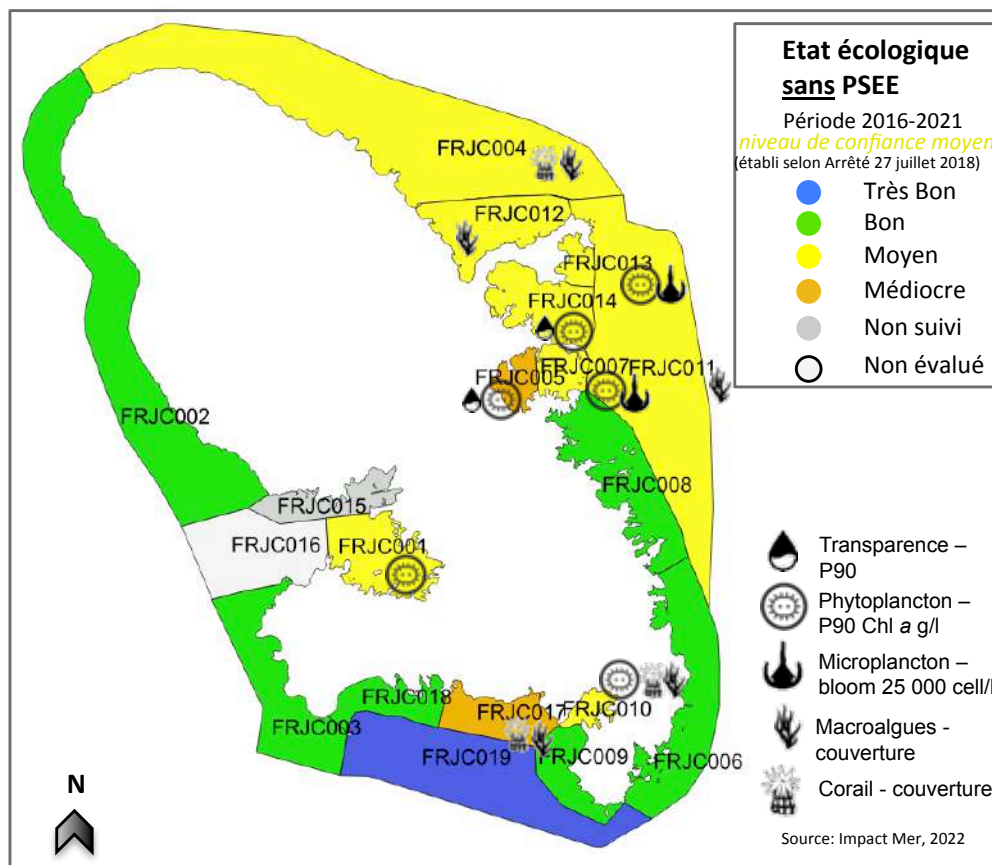 Etat écologique
sans PSEE
Période 2016-2021
niveau de confiance moyen
(établi selon Arrêté 27 juillet 2018)
Très Bon
Bon
Moyen
Médiocre
Non suivi
Non évalué
FRJC004
FRJC012
FRJC013
FRJC014
FRJC007
FRJC011
FRJC005
FRJC002
FRJC008
FRJC015
FRJC016
FRJC001
FRJC018
FRJC017
FRJC010
FRJC003
FRJC019
FRJC009
FRJC006
Transparence –
P90
Phytoplancton –
P90 Chl a g/l
Microplancton –
bloom 25 000 cell/l
Macroalgues -
couverture
Corail - couverture
N
Source: Impact Mer, 2022